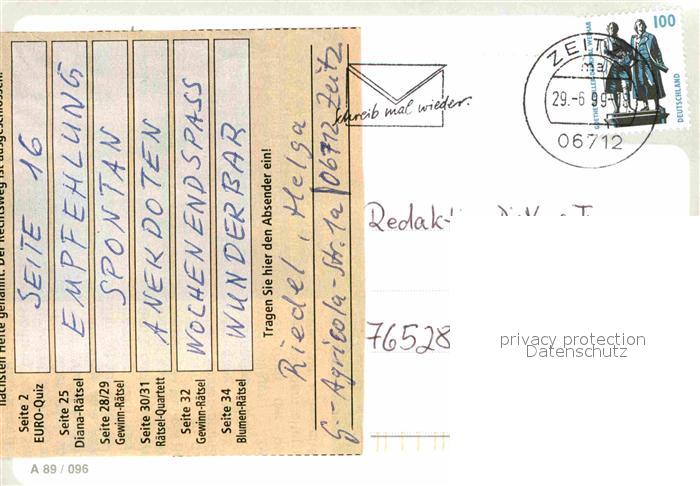 nächsten Hefte genannt. Der Rechtsweg ist ausgeschlossen.
SEITE 16
Seite 2
EURO-Quiz
EMPFEHLUNG
Seite 25
Diana-Rätsel
SPONTAN
Seite 28/29
Gewinn-Rätsel
ANEKDOTEN
Seite 30/31
Rätsel-Quartett
WOCHENENDSPASS
Seite 32
Gewinn-Rätsel
WUNDERBAR
Seite 34
Blumen-Rätsel
Tragen Sie hier den Absender ein!
Riedel, Helga
G.-Agricola-Str. 1a, 06712 Zeitz
A 89 / 096
schreib mal wieder.
ZEITZ
ma
29.-6.99
06712
100
DEUTSCHLAND
Redak
76528
privacy protection
Datenschutz